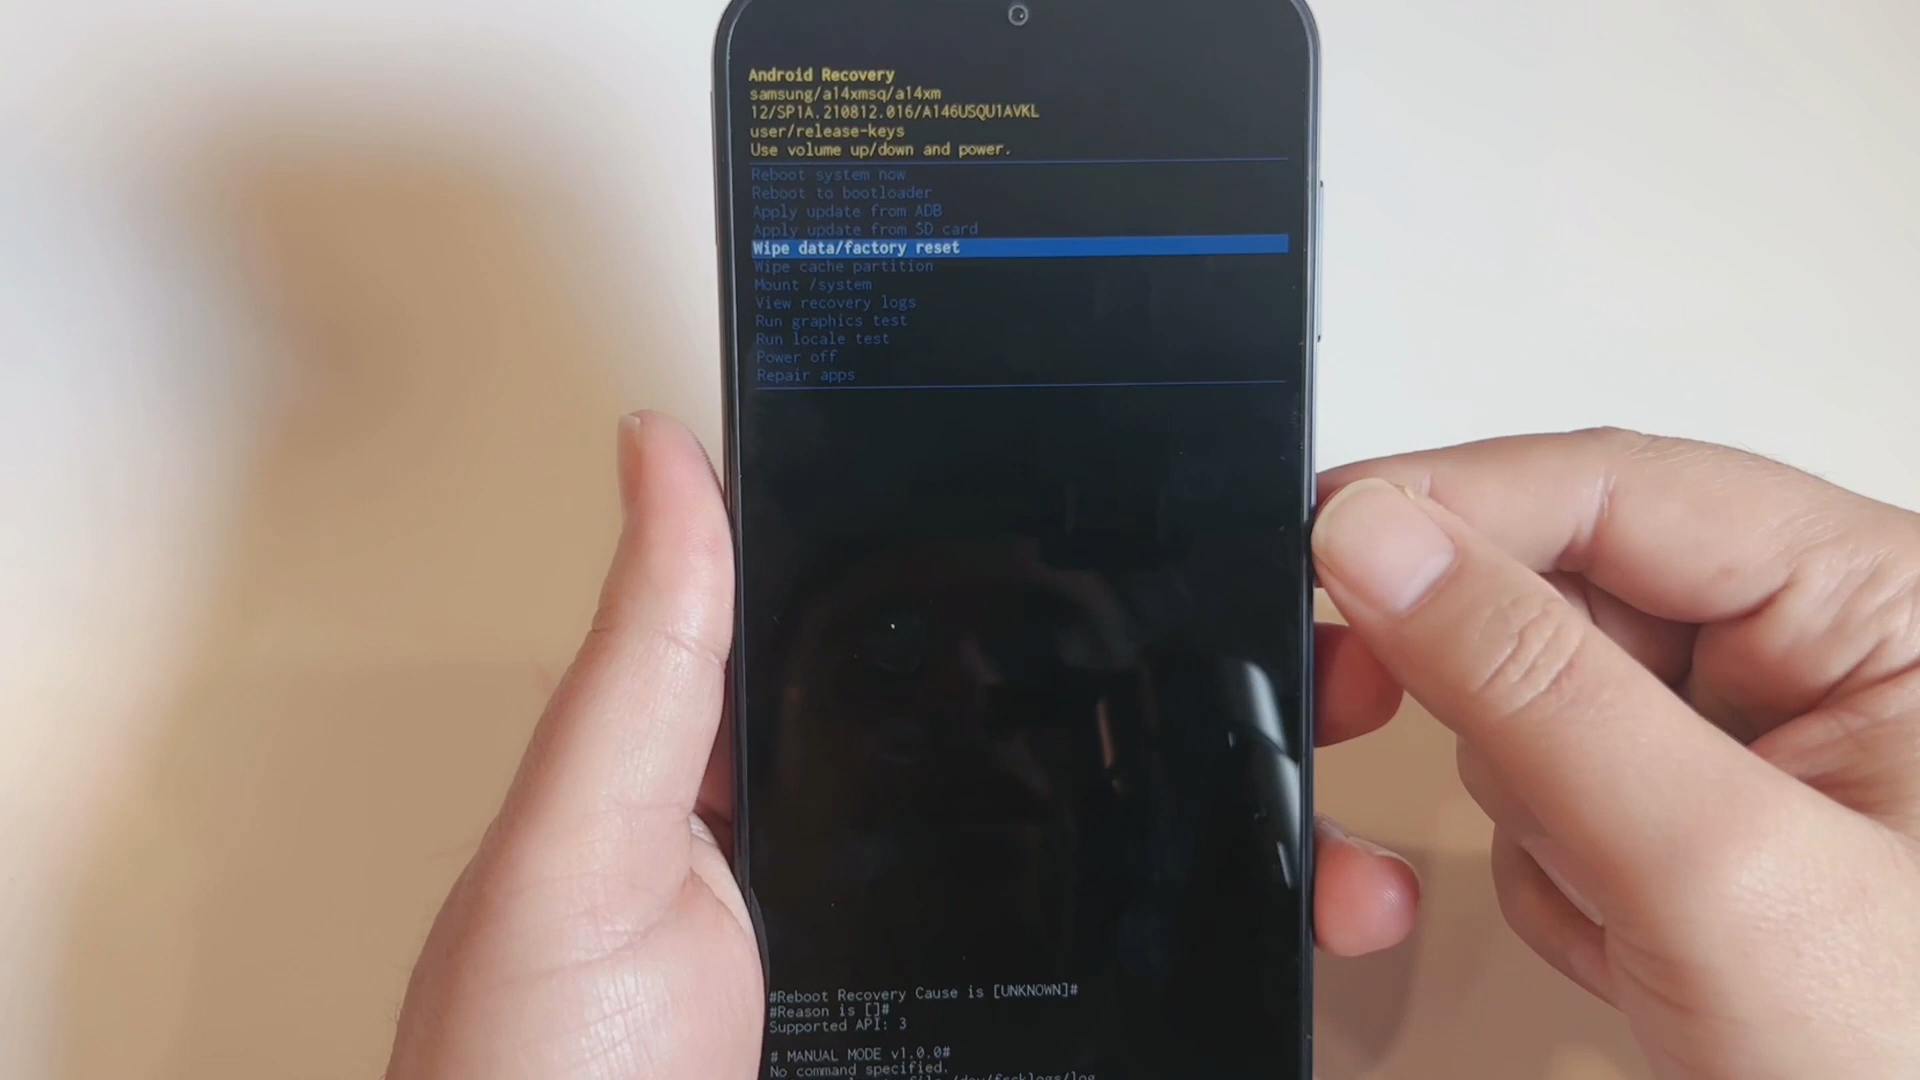 Android Recovery
samsung/a14xmsq/a14xm
12/SP1A.210812.016/A146USQU1AVKL
user/release-keys
Use volume up/down and power.
Reboot system now
Reboot to bootloader
Apply update from ADB
Apply update from SD card
Wipe data/factory reset
Wipe cache partition
Mount /system
View recovery logs
Run graphics test
Run locale test
Power off
Repair apps
#Reboot Recovery Cause is [UNKNOWN]#
#Reason is []#
Supported API: 3
# MANUAL MODE v1.0.0#
No command specified.